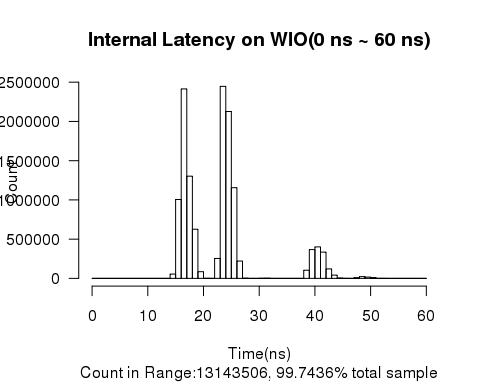 Internal Latency on WIO(0 ns ~ 60 ns)
2500000
2000000
1500000
1000000
500000
0
Count
0 10 20 30 40 50 60
Time(ns)
Count in Range:13143506, 99.7436% total sample